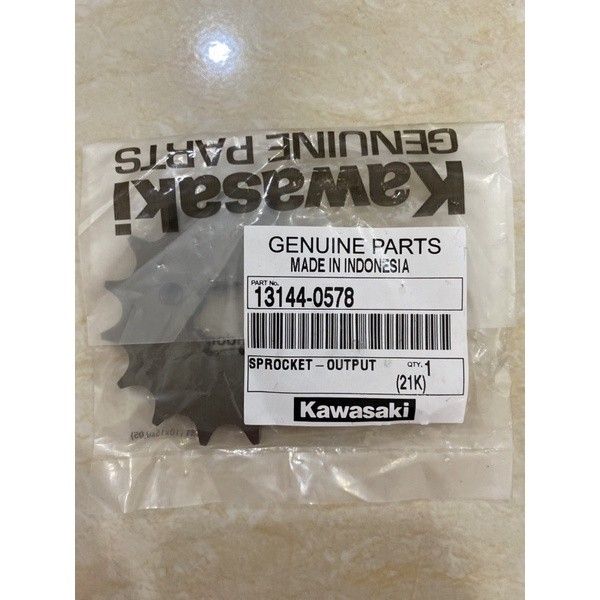 Kawasaki
GENUINE PARTS
GENUINE PARTS
MADE IN INDONESIA
PART No.
13144-0578
SPROCKET - OUTPUT QTY. 1
(21K)
Kawasaki